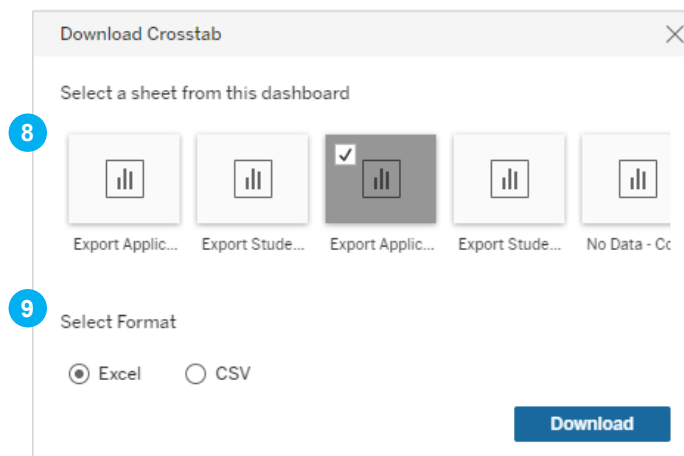 Download Crosstab
Select a sheet from this dashboard
8
Export Applic... Export Stude... Export Applic... Export Stude... No Data - Co
9
Select Format
Excel CSV
Download